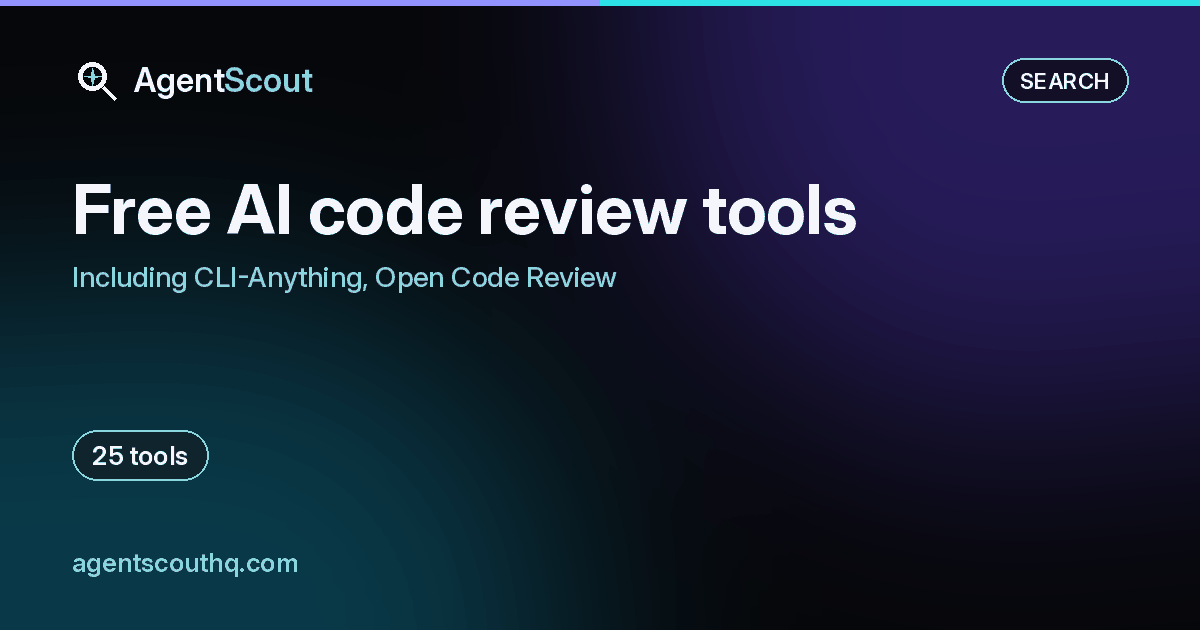 AgentScout
SEARCH
Free AI code review tools
Including CLI-Anything, Open Code Review
25 tools
agentscouthq.com